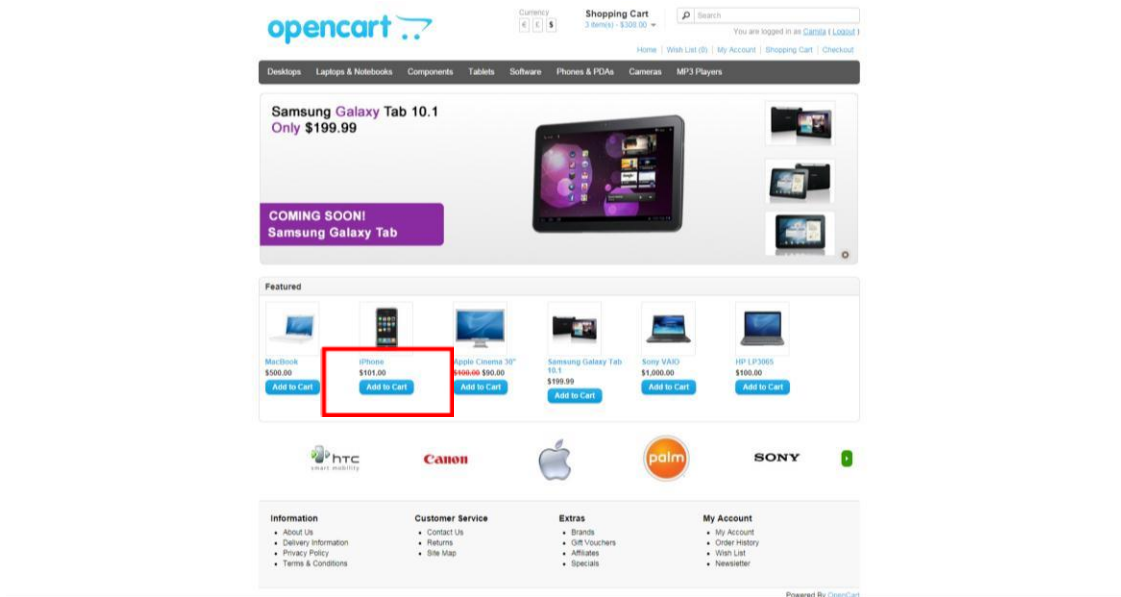 opencart
Currency
€ £ $
Shopping Cart
3 item(s) - $308.00
Search
You are logged in as Camila ( Logout )
Home | Wish List (0) | My Account | Shopping Cart | Checkout
Desktops Laptops & Notebooks Components Tablets Software Phones & PDAs Cameras MP3 Players
Samsung Galaxy Tab 10.1
Only $199.99
COMING SOON!
Samsung Galaxy Tab
Featured
MacBook
$500.00
Add to Cart
iPhone
$101.00
Add to Cart
Apple Cinema 30"
$100.00 $90.00
Add to Cart
Samsung Galaxy Tab
10.1
$199.99
Add to Cart
Sony VAIO
$1,000.00
Add to Cart
HP LP3065
$100.00
Add to Cart
hTC
smart mobility
Canon
palm
SONY
Information
About Us
Delivery Information
Privacy Policy
Terms & Conditions
Customer Service
Contact Us
Returns
Site Map
Extras
Brands
Gift Vouchers
Affiliates
Specials
My Account
My Account
Order History
Wish List
Newsletter
Powered By OpenCart